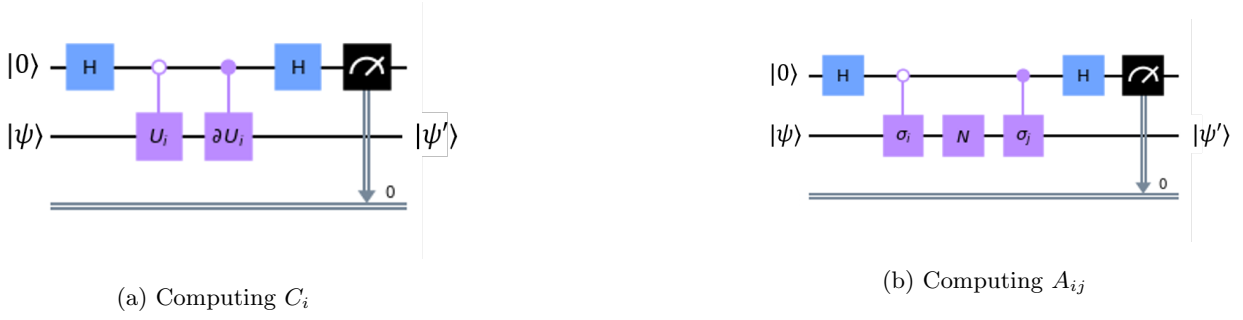 |0⟩ H H
|ψ⟩ U_i ∂U_i |ψ'⟩
0
(a) Computing C_i
|0⟩ H H
|ψ⟩ σ_i N σ_j |ψ'⟩
0
(b) Computing A_ij